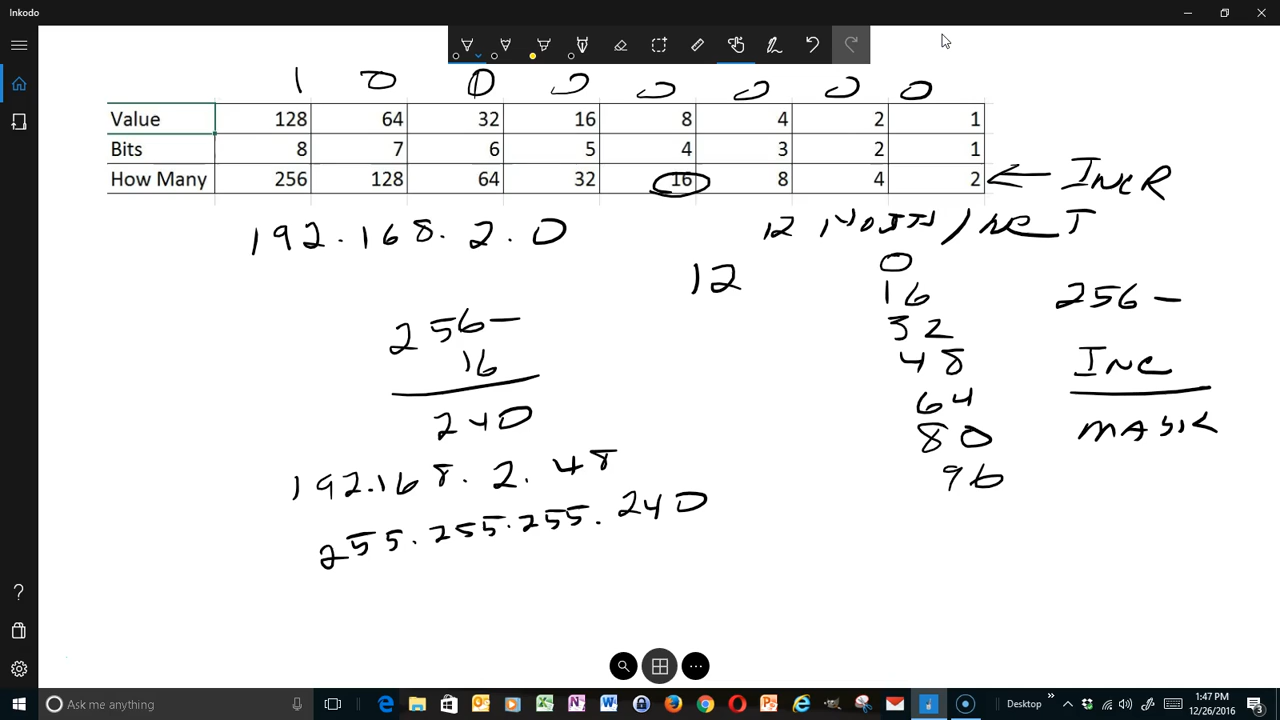 Inkodo
1 0 0 0 0 0 0 0
Value 128 64 32 16 8 4 2 1
Bits 8 7 6 5 4 3 2 1
How Many 256 128 64 32 16 8 4 2
INCR
192.168.2.0
12 HOSTS/NET
12
0
16
32
48
64
80
96
256 -
INC
MASK
256 -
16
240
192.168.2.48
255.255.255.240
Ask me anything
Desktop
1:47 PM
12/26/2016